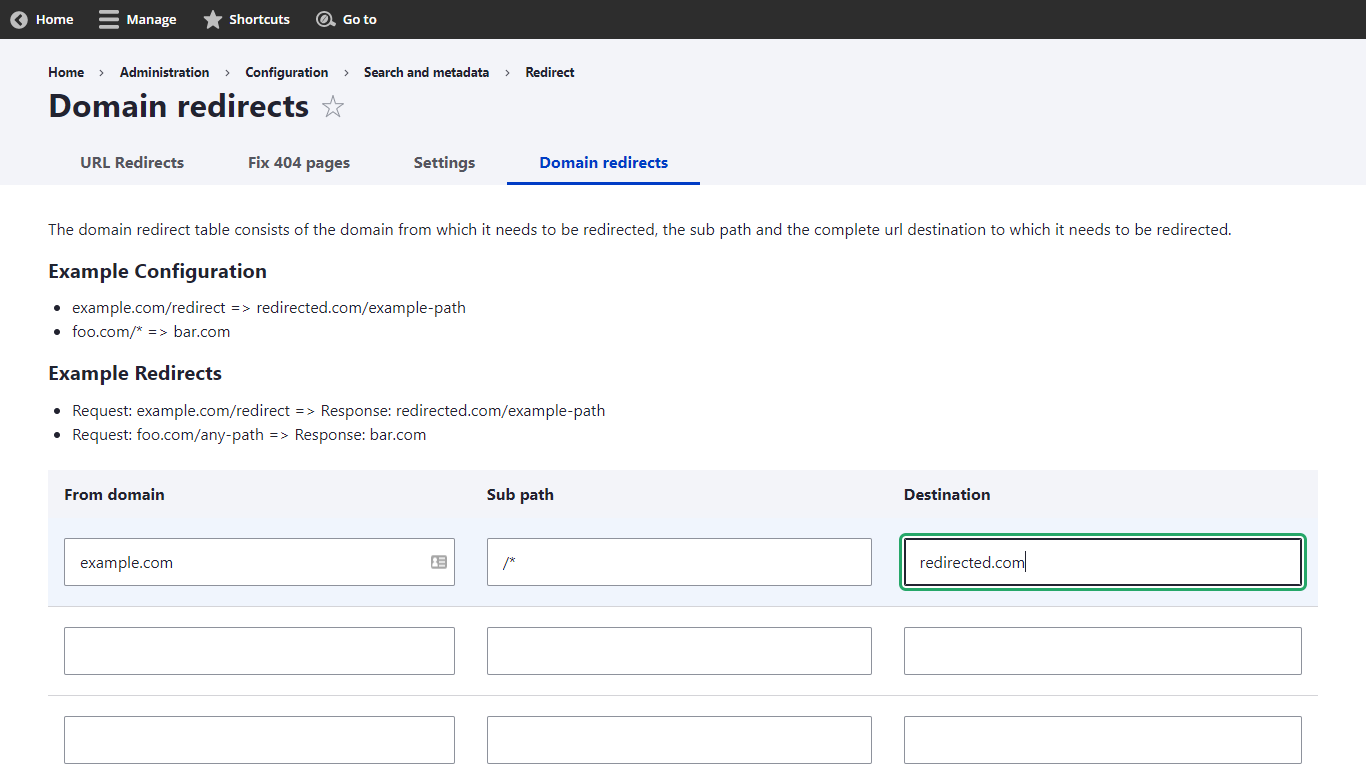 Home Manage Shortcuts Go to
Home › Administration › Configuration › Search and metadata › Redirect
Domain redirects
URL Redirects Fix 404 pages Settings Domain redirects
The domain redirect table consists of the domain from which it needs to be redirected, the sub path and the complete url destination to which it needs to be redirected.
Example Configuration
• example.com/redirect => redirected.com/example-path
• foo.com/* => bar.com
Example Redirects
• Request: example.com/redirect => Response: redirected.com/example-path
• Request: foo.com/any-path => Response: bar.com
From domain Sub path Destination
example.com /* redirected.com